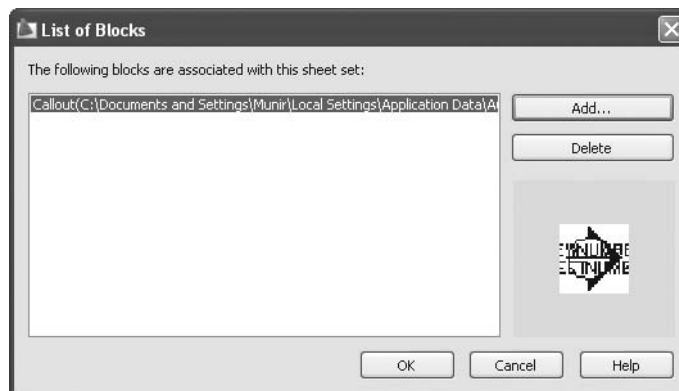 List of Blocks
The following blocks are associated with this sheet set:
Callout(C:\Documents and Settings\Munir\Local Settings\Application Data\Au
Add...
Delete
OK
Cancel
Help